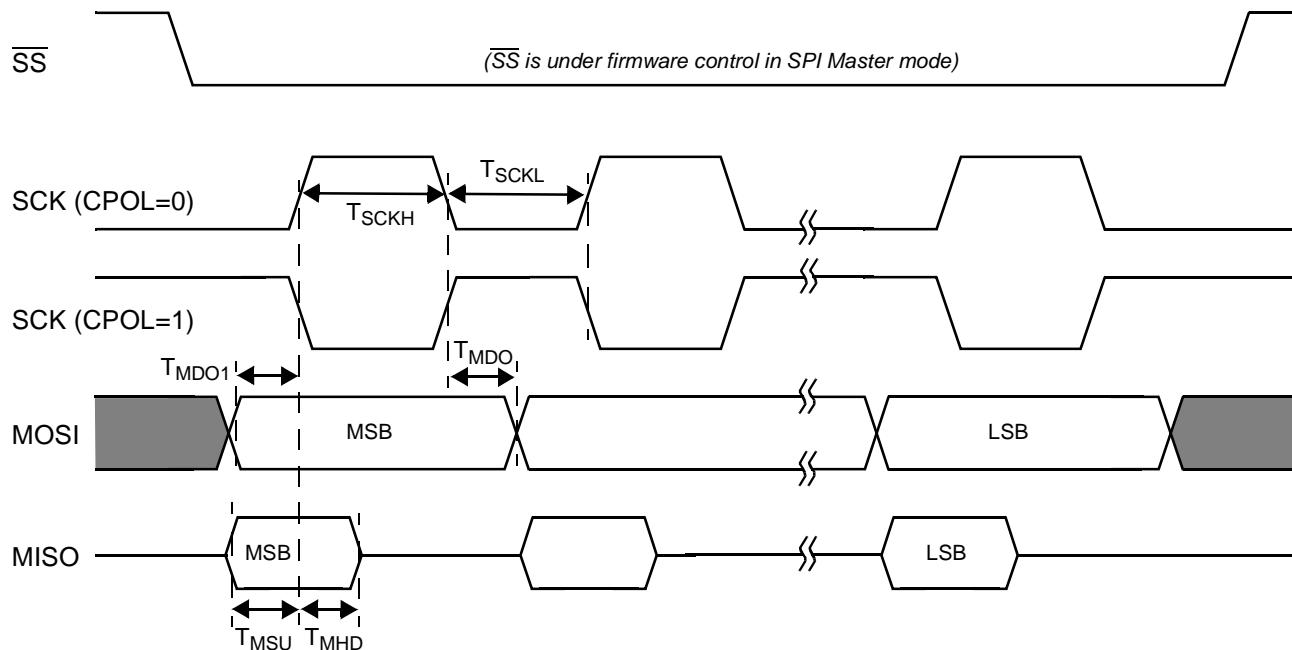 SS
(SS is under firmware control in SPI Master mode)
TSCKL
SCK (CPOL=0)
TSCKH
SCK (CPOL=1)
TMDO1
TMDO
MOSI
MSB
LSB
MISO
MSB
LSB
TMSU
TMHD